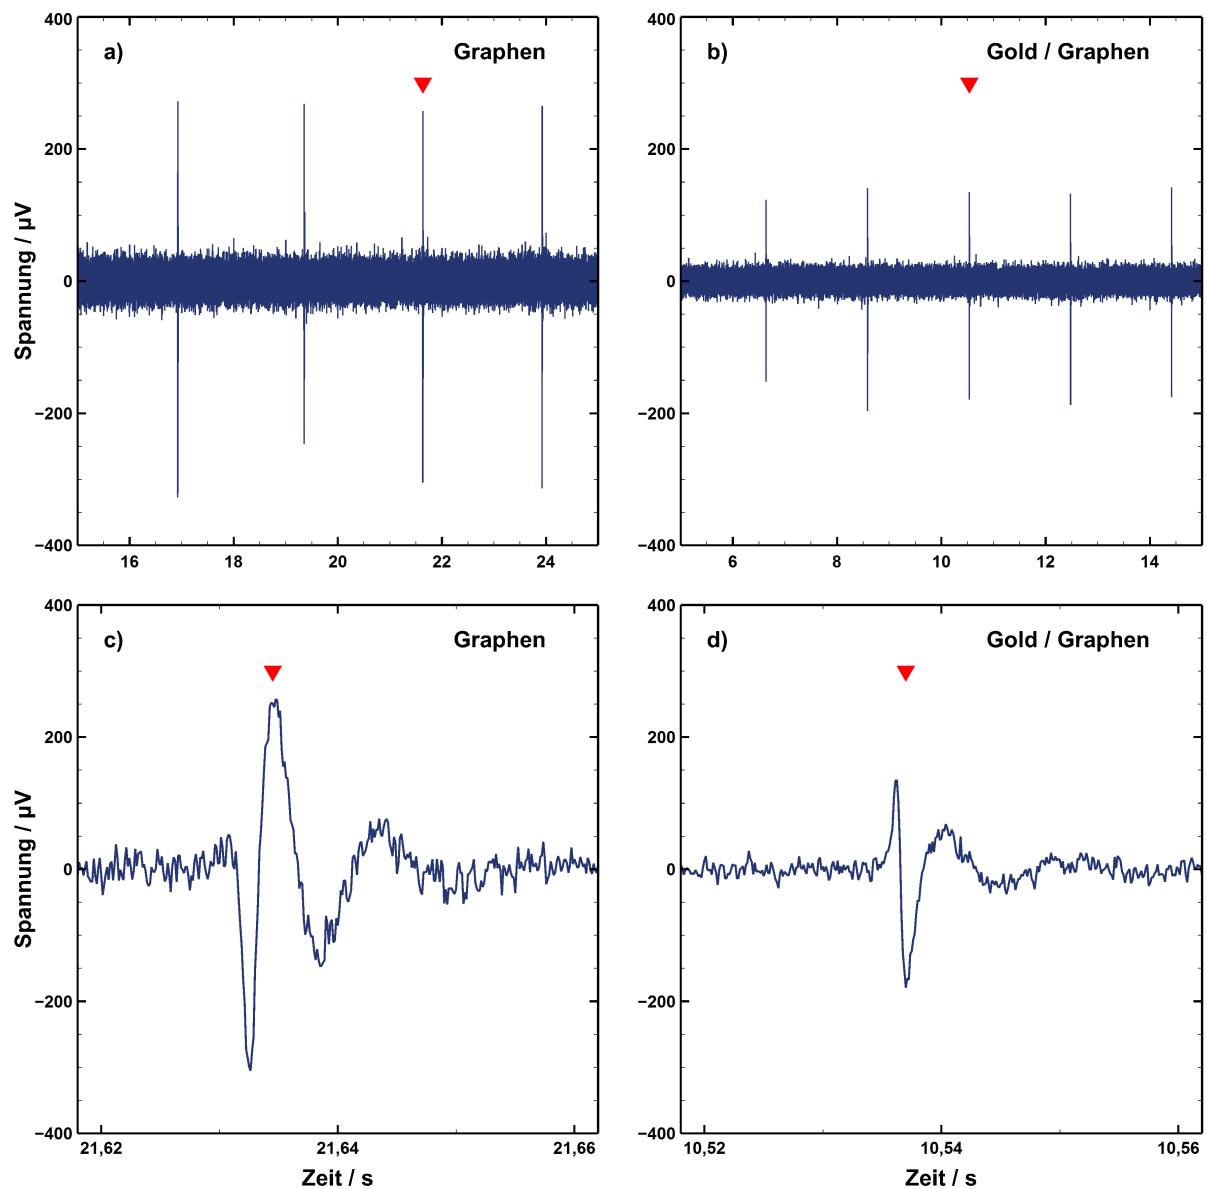 a) Graphen
400
200
0
−200
−400
Spannung / µV
16 18 20 22 24
b) Gold / Graphen
400
200
0
−200
−400
6 8 10 12 14
c) Graphen
400
200
0
−200
−400
Spannung / µV
21,62 21,64 21,66
Zeit / s
d) Gold / Graphen
400
200
0
−200
−400
10,52 10,54 10,56
Zeit / s